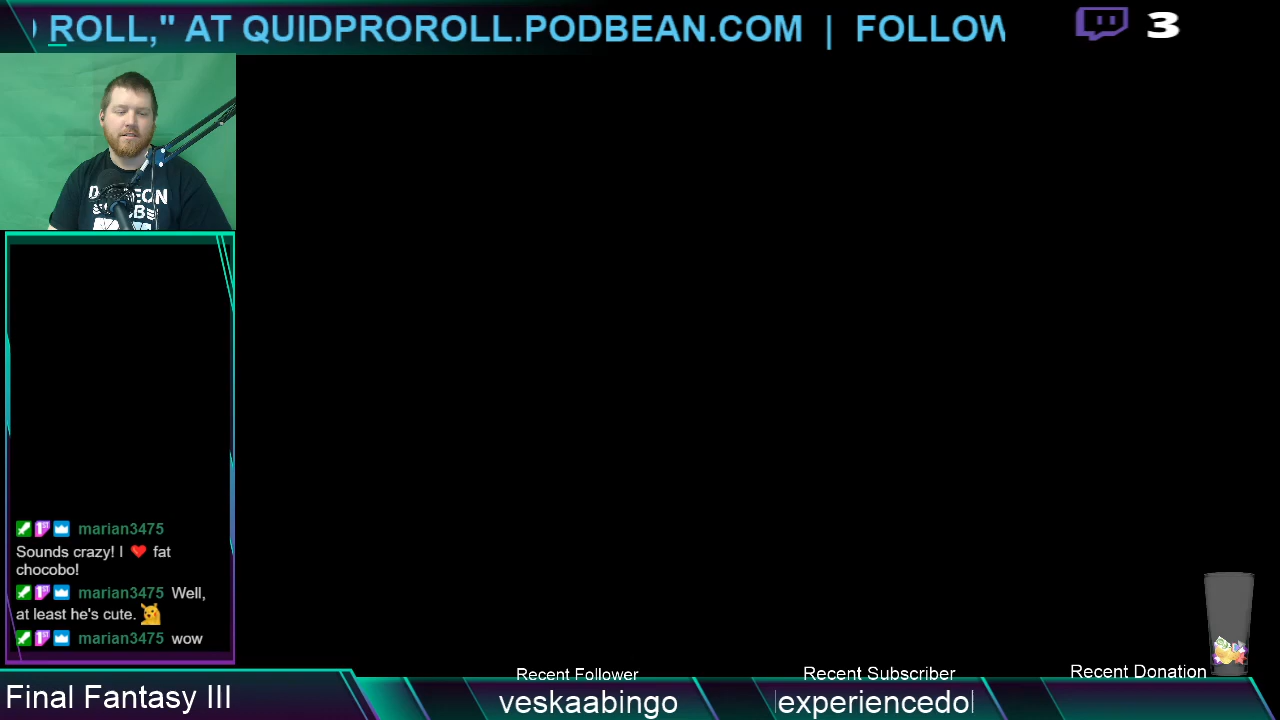 ROLL," AT QUIDPROROLL.PODBEAN.COM | FOLLOW
3
marian3475
Sounds crazy! I ❤ fat
chocobo!
marian3475 Well,
at least he's cute.
marian3475 wow
Final Fantasy III
Recent Follower
veskaabingo
Recent Subscriber
experiencedo
Recent Donation